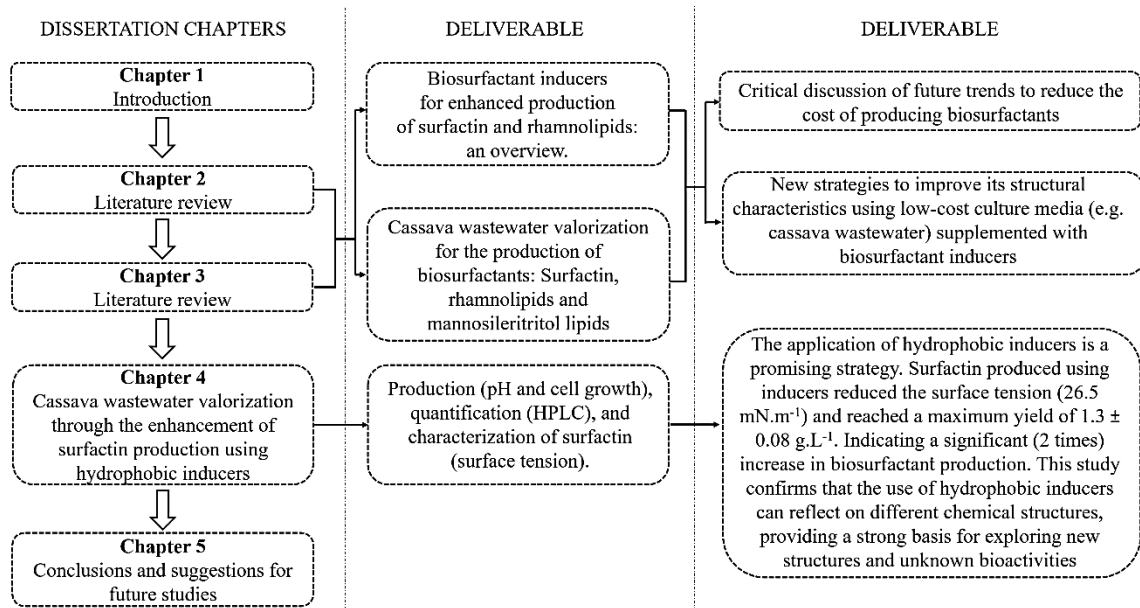 DISSERTATION CHAPTERS
Chapter 1
Introduction
Chapter 2
Literature review
Chapter 3
Literature review
Chapter 4
Cassava wastewater valorization
through the enhancement of
surfactin production using
hydrophobic inducers
Chapter 5
Conclusions and suggestions for
future studies
DELIVERABLE
Biosurfactant inducers
for enhanced production
of surfactin and rhamnolipids:
an overview.
Cassava wastewater valorization
for the production of
biosurfactants: Surfactin,
rhamnolipids and
mannosileritritol lipids
Production (pH and cell growth),
quantification (HPLC), and
characterization of surfactin
(surface tension).
DELIVERABLE
Critical discussion of future trends to reduce the
cost of producing biosurfactants
New strategies to improve its structural
characteristics using low-cost culture media (e.g.
cassava wastewater) supplemented with
biosurfactant inducers
The application of hydrophobic inducers is a
promising strategy. Surfactin produced using
inducers reduced the surface tension (26.5
mN.m⁻¹) and reached a maximum yield of 1.3 ±
0.08 g.L⁻¹. Indicating a significant (2 times)
increase in biosurfactant production. This study
confirms that the use of hydrophobic inducers
can reflect on different chemical structures,
providing a strong basis for exploring new
structures and unknown bioactivities